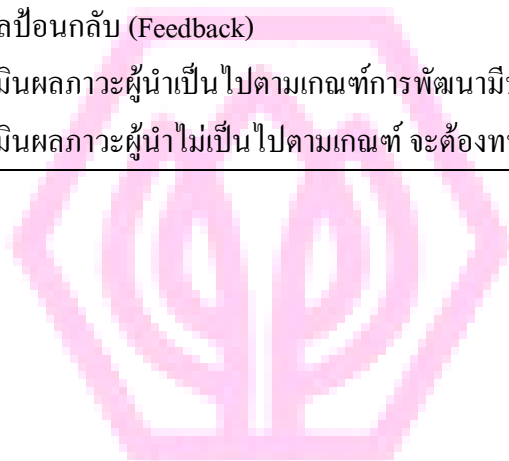 ลป้อนกลับ (Feedback)
มินผลภาวะผู้นำเป็นไปตามเกณฑ์การพัฒนามี
มินผลภาวะผู้นำไม่เป็นไปตามเกณฑ์ จะต้อง